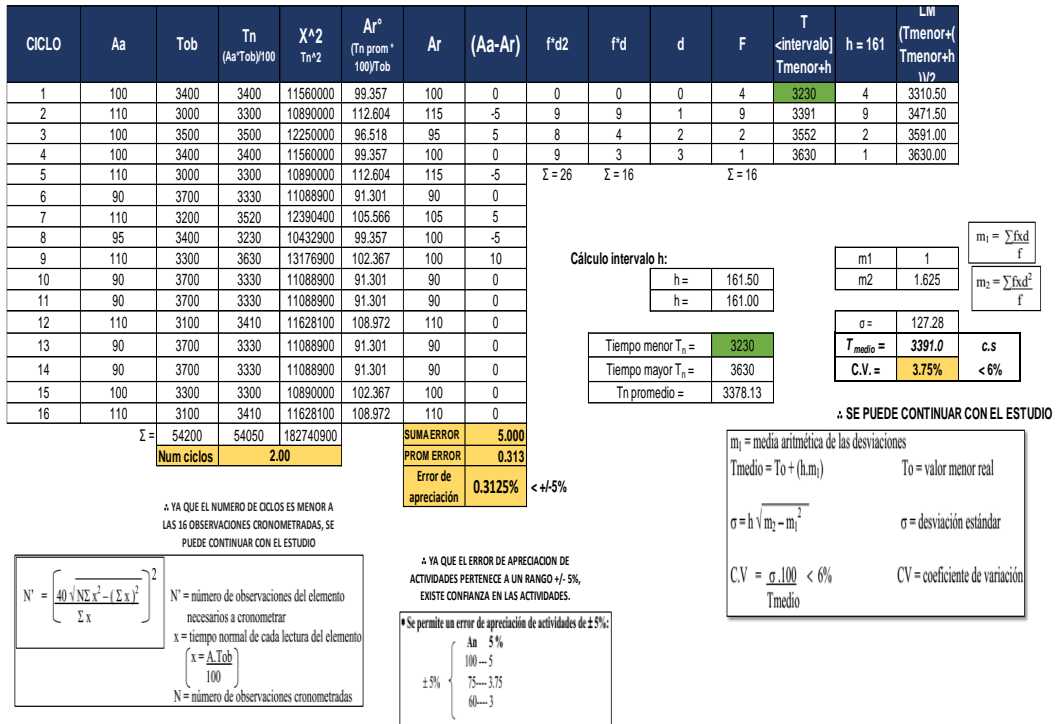 CICLO Aa Tob Tn (Aa*Tob)/100 X^2 Tn^2 Ar° (Tn prom * 100)/Tob Ar (Aa-Ar) f*d2 f*d d F T <intervalo] Tmenor+h h = 161 LM (Tmenor+( Tmenor+h ))/2
1 100 3400 3400 11560000 99.357 100 0 0 0 0 4 3230 4 3310.50
2 110 3000 3300 10890000 112.604 115 -5 9 9 1 9 3391 9 3471.50
3 100 3500 3500 12250000 96.518 95 5 8 4 2 2 3552 2 3591.00
4 100 3400 3400 11560000 99.357 100 0 9 3 3 1 3630 1 3630.00
5 110 3000 3300 10890000 112.604 115 -5 Σ = 26 Σ = 16 Σ = 16
6 90 3700 3330 11088900 91.301 90 0
7 110 3200 3520 12390400 105.566 105 5
8 95 3400 3230 10432900 99.357 100 -5
9 110 3300 3630 13176900 102.367 100 10
10 90 3700 3330 11088900 91.301 90 0
11 90 3700 3330 11088900 91.301 90 0
12 110 3100 3410 11628100 108.972 110 0
13 90 3700 3330 11088900 91.301 90 0
14 90 3700 3330 11088900 91.301 90 0
15 100 3300 3300 10890000 102.367 100 0
16 110 3100 3410 11628100 108.972 110 0
Σ = 54200 54050 182740900 SUMA ERROR 5.000
Num ciclos 2.00 PROM ERROR 0.313
Error de apreciación 0.3125% < +/-5%
Cálculo intervalo h:
h = 161.50
h = 161.00
Tiempo menor Tn = 3230
Tiempo mayor Tn = 3630
Tn promedio = 3378.13
m1 1
m2 1.625
m₁ = ∑fxd / f
m₂ = ∑fxd² / f
σ = 127.28
T medio = 3391.0 c.s
C.V. = 3.75% < 6%
∴ SE PUEDE CONTINUAR CON EL ESTUDIO
m₁ = media aritmética de las desviaciones
Tmedio = To + (h.m₁) To = valor menor real
σ = h √ m₂ – m₁² σ = desviación estándar
C.V = σ .100 / Tmedio < 6% CV = coeficiente de variación
∴ YA QUE EL NUMERO DE CICLOS ES MENOR A
LAS 16 OBSERVACIONES CRONOMETRADAS, SE
PUEDE CONTINUAR CON EL ESTUDIO
N' = ( 40 √ NΣ x² – ( Σ x )² / Σ x )²
N' = número de observaciones del elemento
necesarios a cronometrar
x = tiempo normal de cada lectura del elemento
( x = A.Tob / 100 )
N = número de observaciones cronometradas
∴ YA QUE EL ERROR DE APRECIACION DE
ACTIVIDADES PERTENECE A UN RANGO +/- 5%,
EXISTE CONFIANZA EN LAS ACTIVIDADES.
* Se permite un error de apreciación de actividades de ± 5%:
An 5 %
100 --- 5
± 5% 75---- 3.75
60---- 3